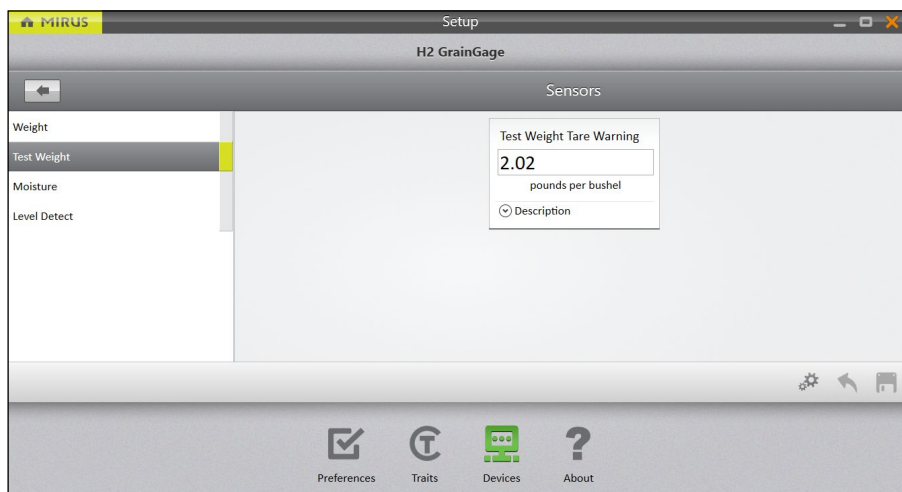 MIRUS
Setup
H2 GrainGage
Sensors
Weight
Test Weight
Moisture
Level Detect
Test Weight Tare Warning
2.02
pounds per bushel
Description
Preferences
Traits
Devices
About